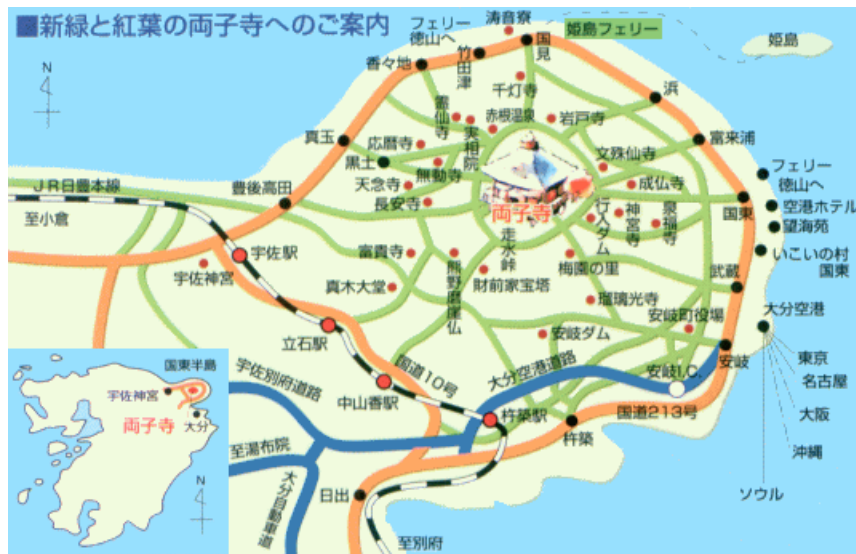 ■新緑と紅葉の両子寺へのご案内
フェリー
徳山へ
涛音寮
国見
姫島フェリー
姫島
竹田津
香々地
千灯寺
浜
霊仙寺
実相院
赤根温泉
岩戸寺
真玉
応暦寺
黒土
無動寺
文殊仙寺
富来浦
フェリー
徳山へ
天念寺
成仏寺
JR日豊本線
豊後高田
長安寺
両子寺
行入ダム
神宮寺
泉福寺
国東
空港ホテル
望海苑
至小倉
走水峠
宇佐駅
富貴寺
熊野磨崖仏
梅園の里
いこいの村
国東
宇佐神宮
財前家宝塔
武蔵
真木大堂
瑠璃光寺
大分空港
安岐町役場
立石駅
安岐ダム
安岐
東京
国道10号
大分空港道路
安岐I.C.
名古屋
宇佐別府道路
中山香駅
杵築駅
国道213号
大阪
杵築
沖縄
至湯布院
大分自動車道
日出
ソウル
至別府
N
国東半島
宇佐神宮
両子寺
大分
N